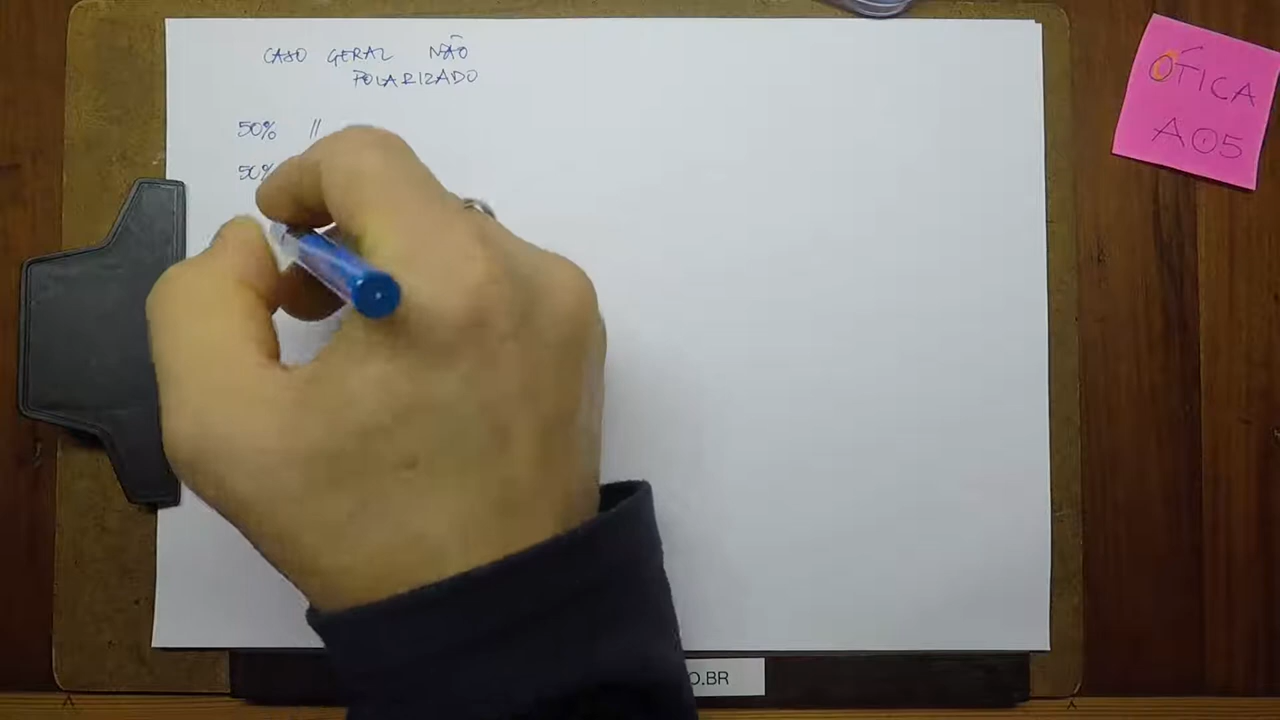 CASO GERAL NÃO
POLARIZADO
50% //
50%
ÓTICA
A05
O.BR